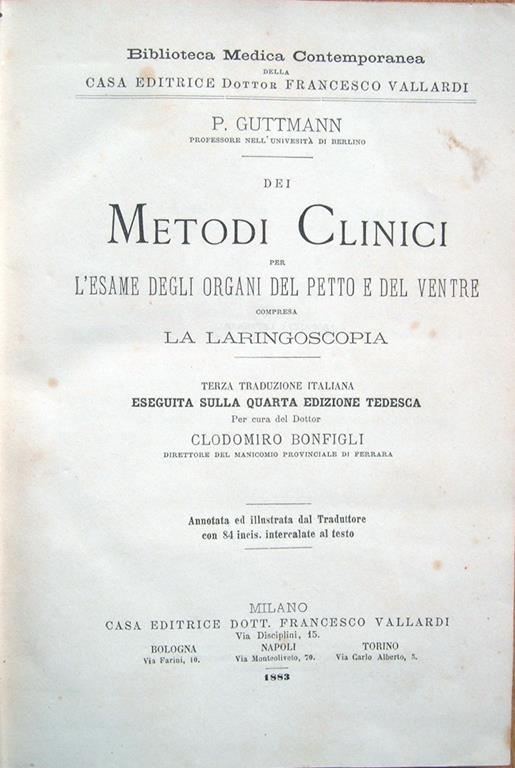 Biblioteca Medica Contemporanea
DELLA
CASA EDITRICE DOTTOR FRANCESCO VALLARDI
P. GUTTMANN
PROFESSORE NELL'UNIVESITÀ DI BERLINO
DEI
METODI CLINICI
PER
L'ESAME DEGLI ORGANI DEL PETTO E DEL VENTRE
COMPRESA
LA LARINGOSCOPIA
TERZA TRADUZIONE ITALIANA
ESEGUITA SULLA QUARTA EDIZIONE TEDESCA
Per cura del Dottor
CLODOMIRO BONFIGLI
DIRETTORE DEL MANICOMIO PROVINCIALE DI FERRARA
Annotata ed illustrata dal Traduttore
con 84 incis. intercalate al testo
MILANO
CASA EDITRICE DOTT. FRANCESCO VALLARDI
Via Disciplini, 15.
BOLOGNA NAPOLI TORINO
Via Farini, 10. Via Monteoliveto, 79. Via Carlo Alberto, 5.
1883